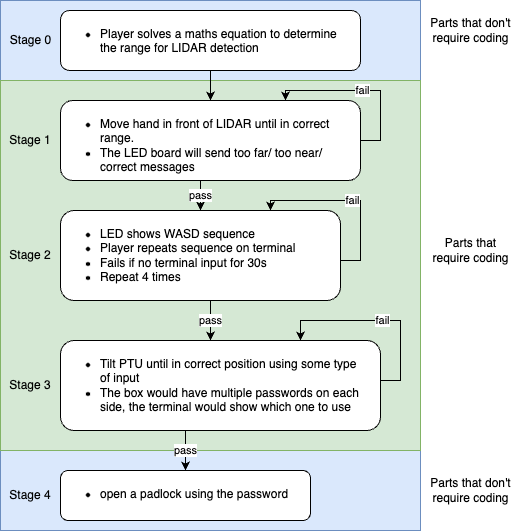 Stage 0
Player solves a maths equation to determine
the range for LIDAR detection
Parts that don't
require coding
fail
Stage 1
Move hand in front of LIDAR until in correct
range.
The LED board will send too far/ too near/
correct messages
pass
fail
Stage 2
LED shows WASD sequence
Player repeats sequence on terminal
Fails if no terminal input for 30s
Repeat 4 times
Parts that
require coding
pass
fail
Stage 3
Tilt PTU until in correct position using some type
of input
The box would have multiple passwords on each
side, the terminal would show which one to use
pass
Stage 4
open a padlock using the password
Parts that don't
require coding